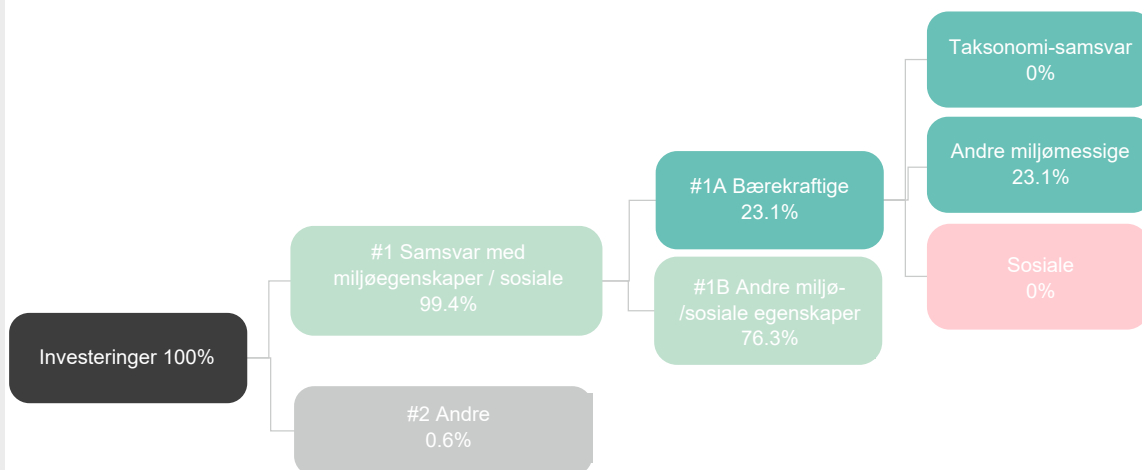 Investeringer 100%
#1 Samsvar med
miljøegenskaper / sosiale
99.4%
#2 Andre
0.6%
#1A Bærekraftige
23.1%
#1B Andre miljø-
/sosiale egenskaper
76.3%
Taksonomi-samsvar
0%
Andre miljømessige
23.1%
Sosiale
0%